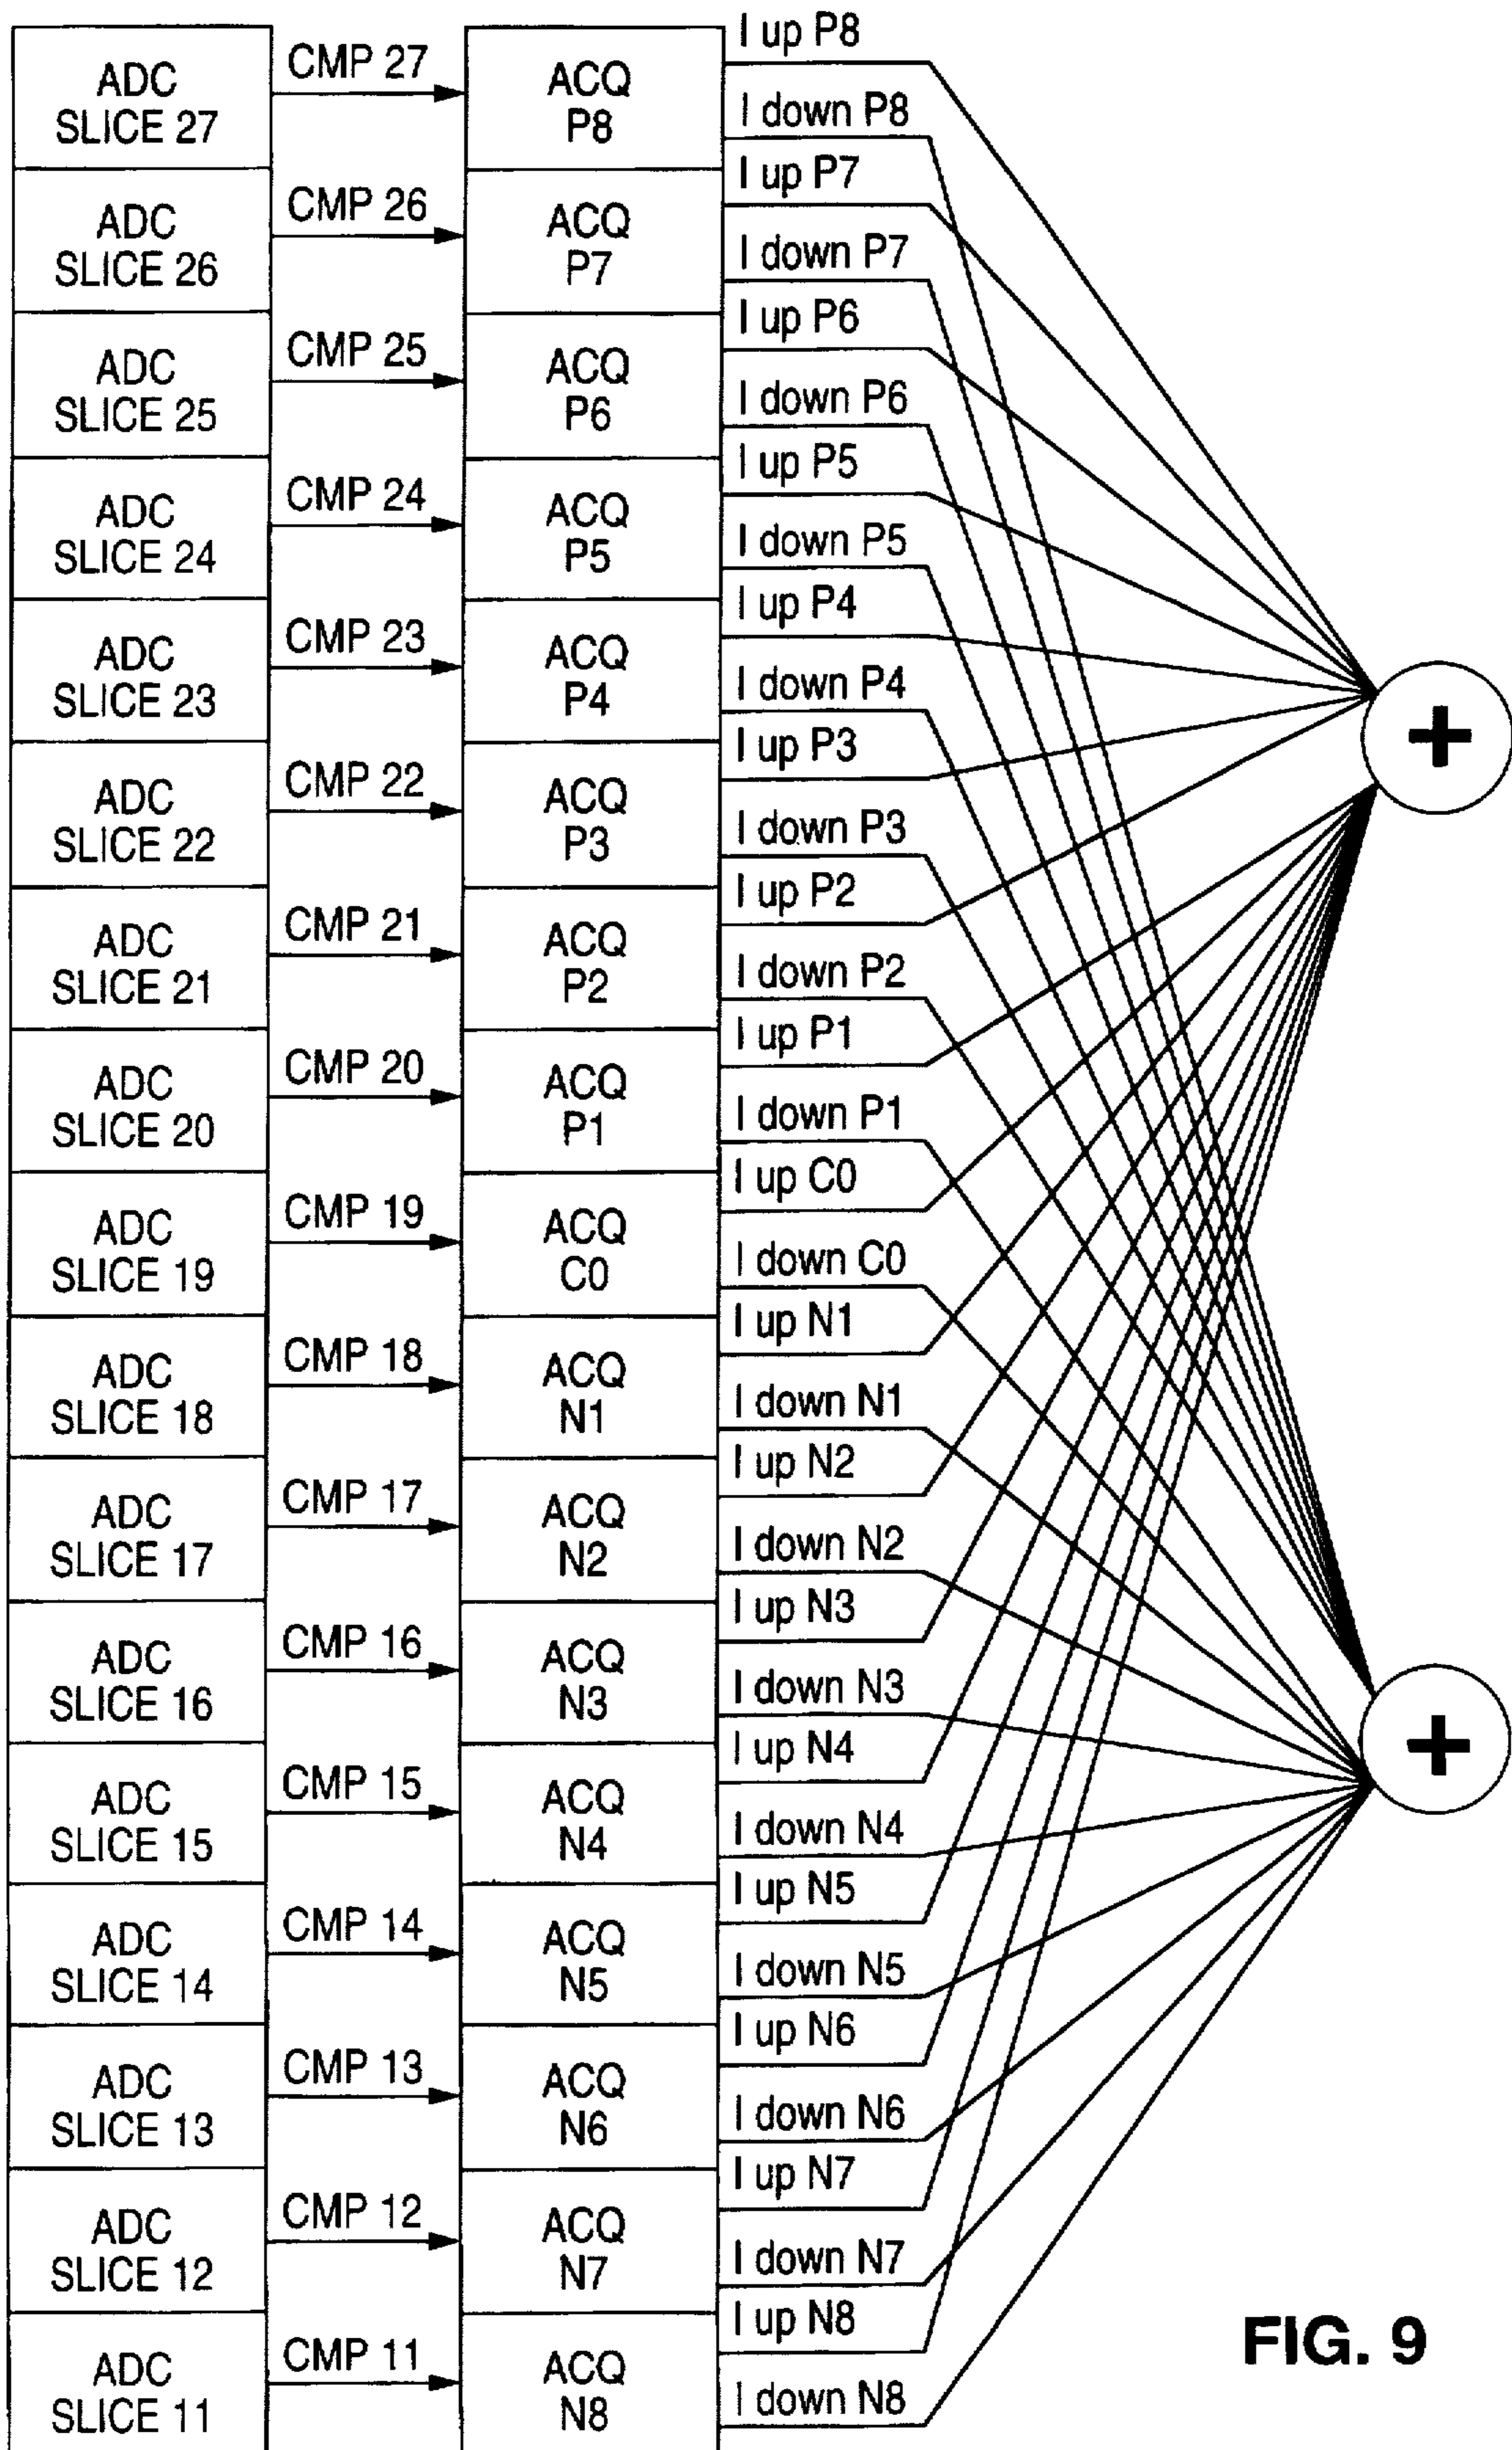 ADC
SLICE 27
CMP 27
ACQ
P8
I up P8
I down P8
ADC
SLICE 26
CMP 26
ACQ
P7
I up P7
I down P7
ADC
SLICE 25
CMP 25
ACQ
P6
I up P6
I down P6
ADC
SLICE 24
CMP 24
ACQ
P5
I up P5
I down P5
ADC
SLICE 23
CMP 23
ACQ
P4
I up P4
I down P4
+
ADC
SLICE 22
CMP 22
ACQ
P3
I up P3
I down P3
ADC
SLICE 21
CMP 21
ACQ
P2
I up P2
I down P2
ADC
SLICE 20
CMP 20
ACQ
P1
I up P1
I down P1
ADC
SLICE 19
CMP 19
ACQ
C0
I up C0
I down C0
ADC
SLICE 18
CMP 18
ACQ
N1
I up N1
I down N1
ADC
SLICE 17
CMP 17
ACQ
N2
I up N2
I down N2
ADC
SLICE 16
CMP 16
ACQ
N3
I up N3
I down N3
+
ADC
SLICE 15
CMP 15
ACQ
N4
I up N4
I down N4
ADC
SLICE 14
CMP 14
ACQ
N5
I up N5
I down N5
ADC
SLICE 13
CMP 13
ACQ
N6
I up N6
I down N6
ADC
SLICE 12
CMP 12
ACQ
N7
I up N7
I down N7
ADC
SLICE 11
CMP 11
ACQ
N8
I up N8
I down N8
FIG. 9